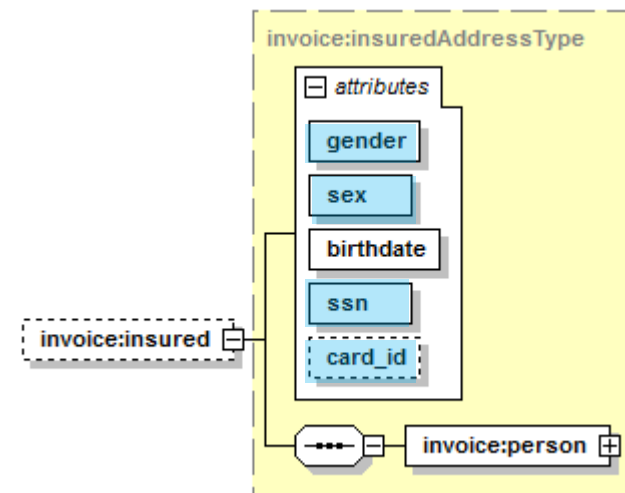 invoice:insuredAddressType
attributes
gender
sex
birthdate
ssn
card_id
invoice:insured
invoice:person